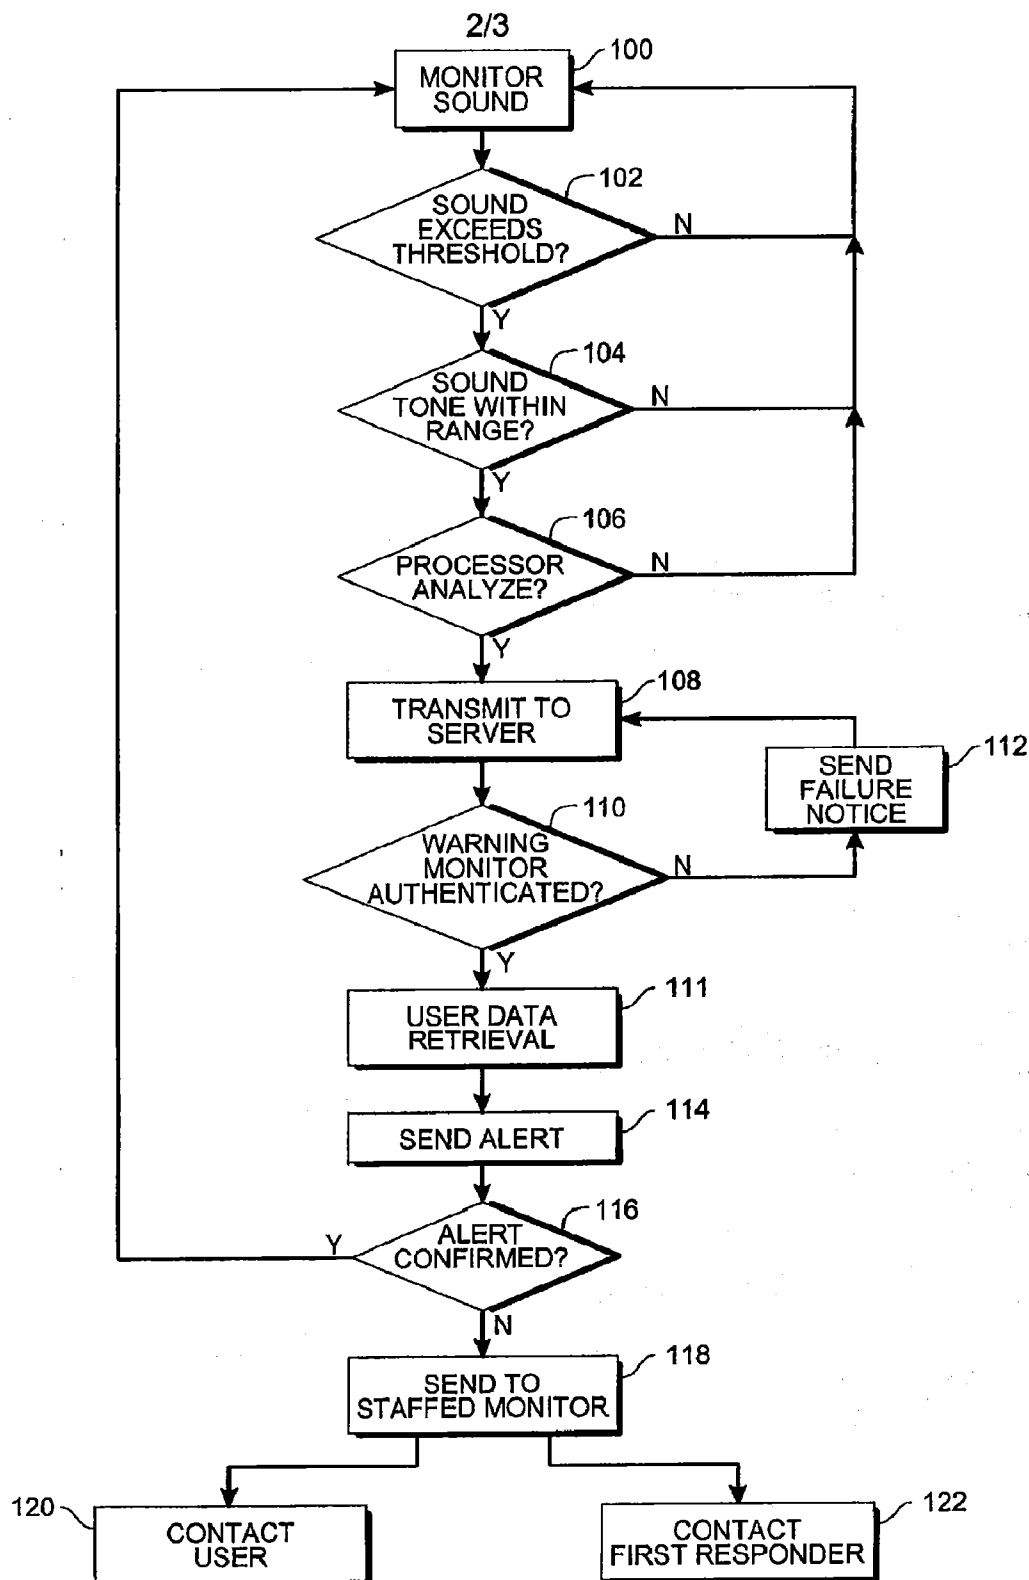 2/3
100
MONITOR
SOUND
102
SOUND
EXCEEDS
THRESHOLD?
N
Y
104
SOUND
TONE WITHIN
RANGE?
N
Y
106
PROCESSOR
ANALYZE?
N
Y
108
TRANSMIT TO
SERVER
112
SEND
FAILURE
NOTICE
110
WARNING
MONITOR
AUTHENTICATED?
N
Y
111
USER DATA
RETRIEVAL
114
SEND ALERT
116
ALERT
CONFIRMED?
Y
N
118
SEND TO
STAFFED MONITOR
120
CONTACT
USER
122
CONTACT
FIRST RESPONDER